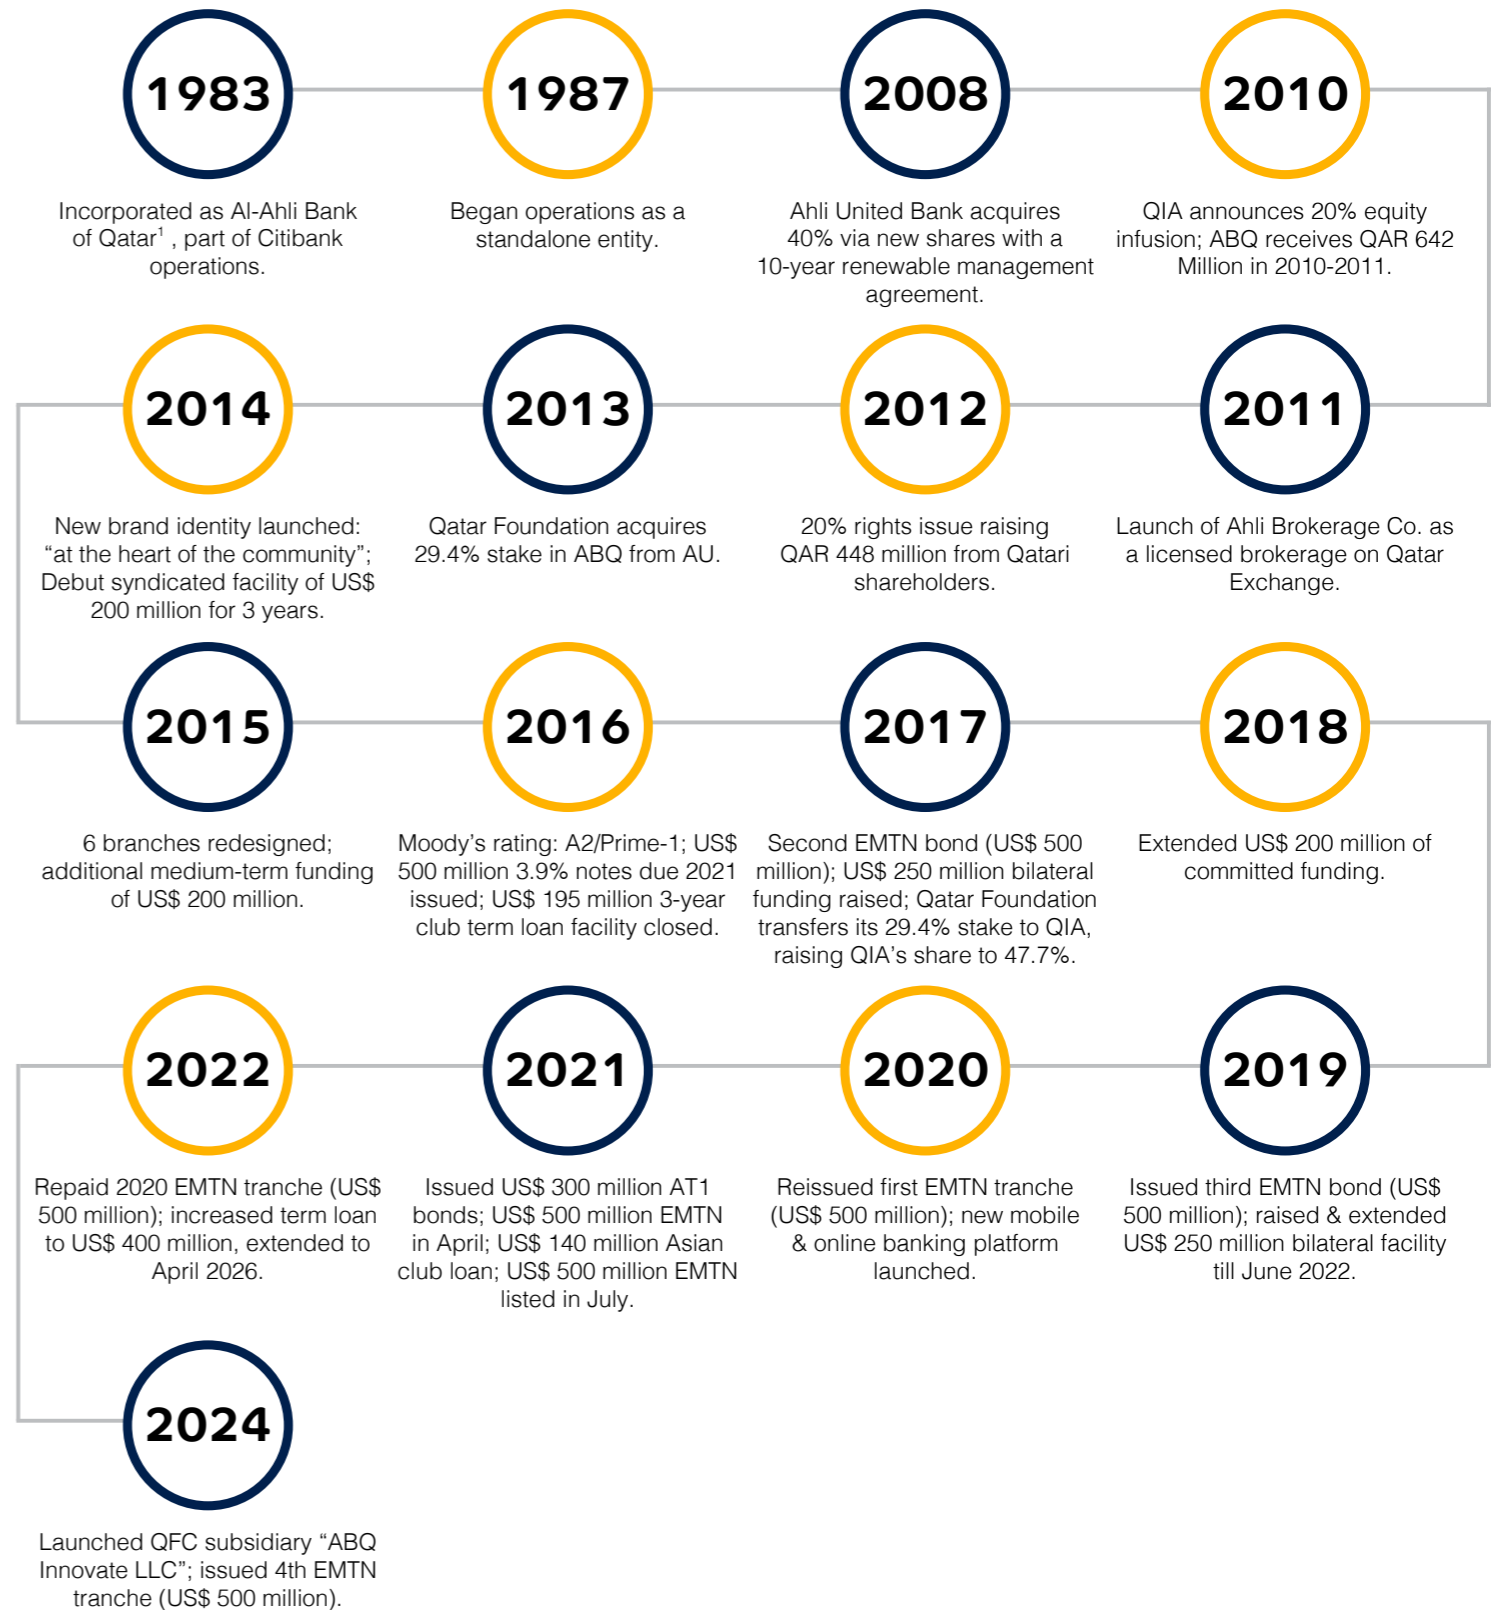 1983
Incorporated as Al-Ahli Bank
of Qatar¹ , part of Citibank
operations.
1987
Began operations as a
standalone entity.
2008
Ahli United Bank acquires
40% via new shares with a
10-year renewable management
agreement.
2010
QIA announces 20% equity
infusion; ABQ receives QAR 642
Million in 2010-2011.
2011
Launch of Ahli Brokerage Co. as
a licensed brokerage on Qatar
Exchange.
2012
20% rights issue raising
QAR 448 million from Qatari
shareholders.
2013
Qatar Foundation acquires
29.4% stake in ABQ from AU.
2014
New brand identity launched:
“at the heart of the community”;
Debut syndicated facility of US$
200 million for 3 years.
2015
6 branches redesigned;
additional medium-term funding
of US$ 200 million.
2016
Moody’s rating: A2/Prime-1; US$
500 million 3.9% notes due 2021
issued; US$ 195 million 3-year
club term loan facility closed.
2017
Second EMTN bond (US$ 500
million); US$ 250 million bilateral
funding raised; Qatar Foundation
transfers its 29.4% stake to QIA,
raising QIA’s share to 47.7%.
2018
Extended US$ 200 million of
committed funding.
2019
Issued third EMTN bond (US$
500 million); raised & extended
US$ 250 million bilateral facility
till June 2022.
2020
Reissued first EMTN tranche
(US$ 500 million); new mobile
& online banking platform
launched.
2021
Issued US$ 300 million AT1
bonds; US$ 500 million EMTN
in April; US$ 140 million Asian
club loan; US$ 500 million EMTN
listed in July.
2022
Repaid 2020 EMTN tranche (US$
500 million); increased term loan
to US$ 400 million, extended to
April 2026.
2024
Launched QFC subsidiary “ABQ
Innovate LLC”; issued 4th EMTN
tranche (US$ 500 million).